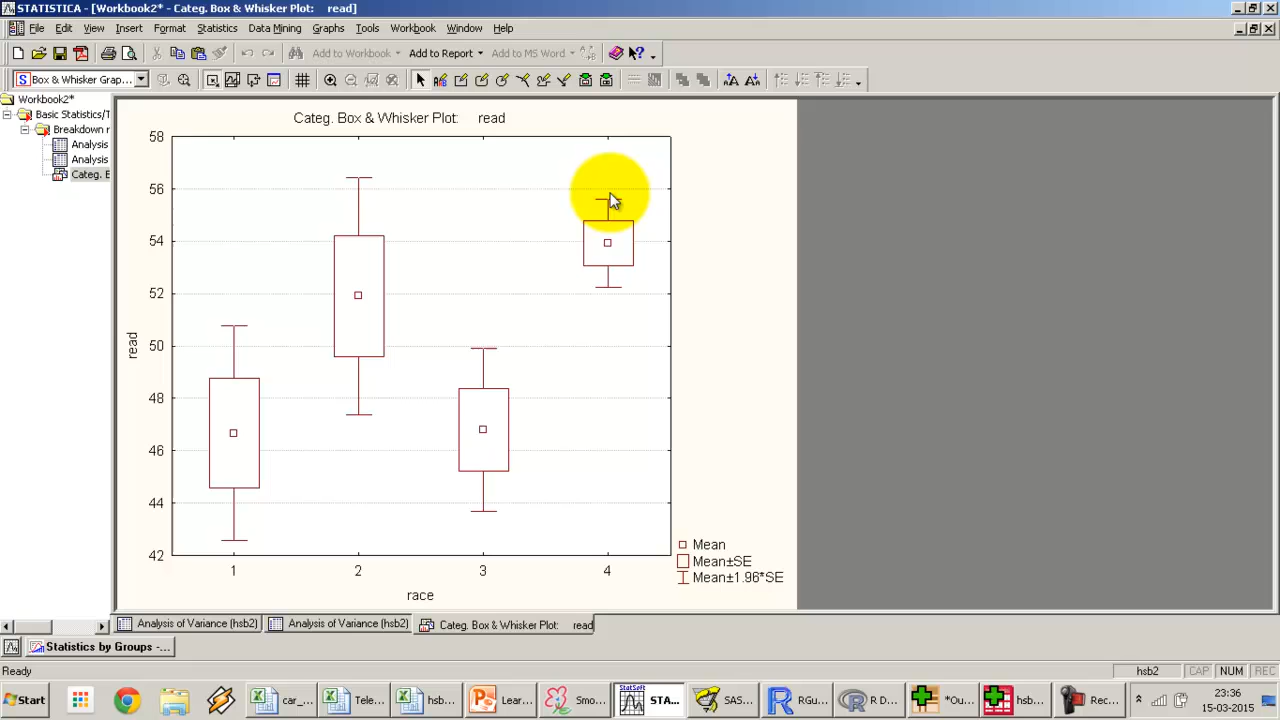 STATISTICA - [Workbook2* - Categ. Box & Whisker Plot:    read]
File Edit View Insert Format Statistics Data Mining Graphs Tools Workbook Window Help
Add to Workbook Add to Report Add to MS Word
Box & Whisker Grap...
Workbook2*
Basic Statistics/T
Breakdown r
Analysis
Analysis
Categ. B
Categ. Box & Whisker Plot:    read
58
56
54
52
50
48
46
44
42
read
1 2 3 4
race
Mean
Mean±SE
Mean±1.96*SE
Analysis of Variance (hsb2) Analysis of Variance (hsb2) Categ. Box & Whisker Plot:    read
Statistics by Groups -...
Ready hsb2 CAP NUM REC
Start car... Tele... hsb... Lear... Smo... STA... SAS... RGu... R D... *Ou... hsb... Rec... 23:36
15-03-2015